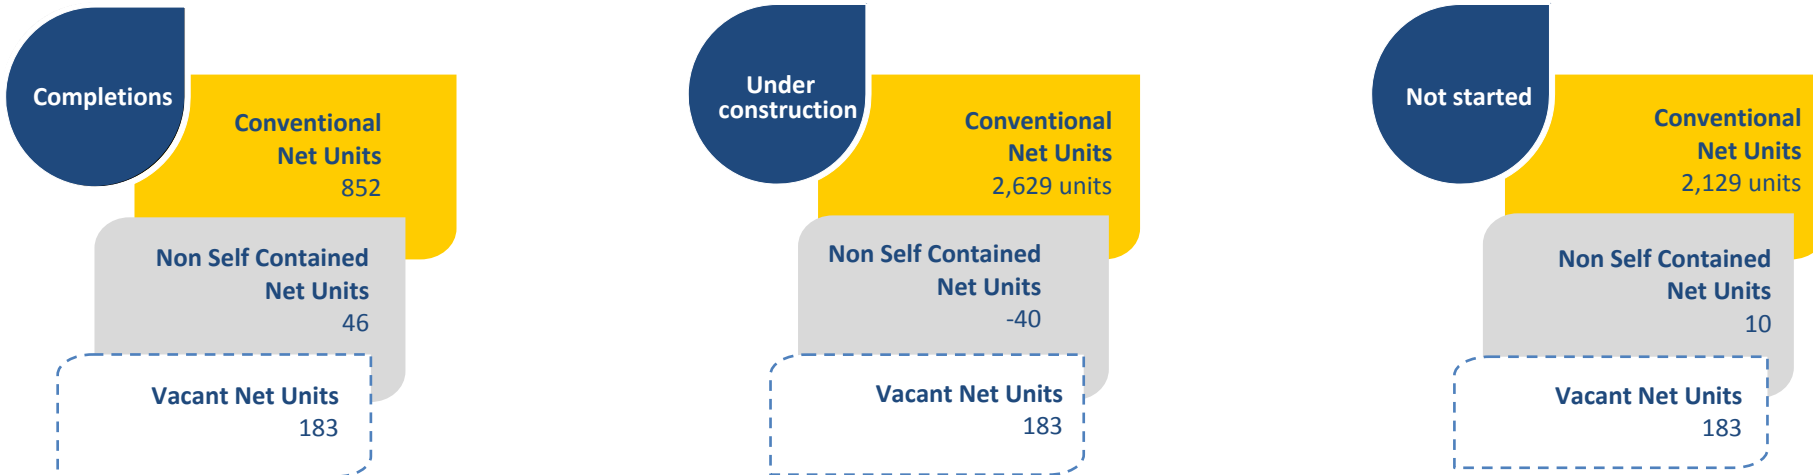 Completions
Conventional
Net Units
852
Non Self Contained
Net Units
46
Vacant Net Units
183
Under
construction
Conventional
Net Units
2,629 units
Non Self Contained
Net Units
-40
Vacant Net Units
183
Not started
Conventional
Net Units
2,129 units
Non Self Contained
Net Units
10
Vacant Net Units
183